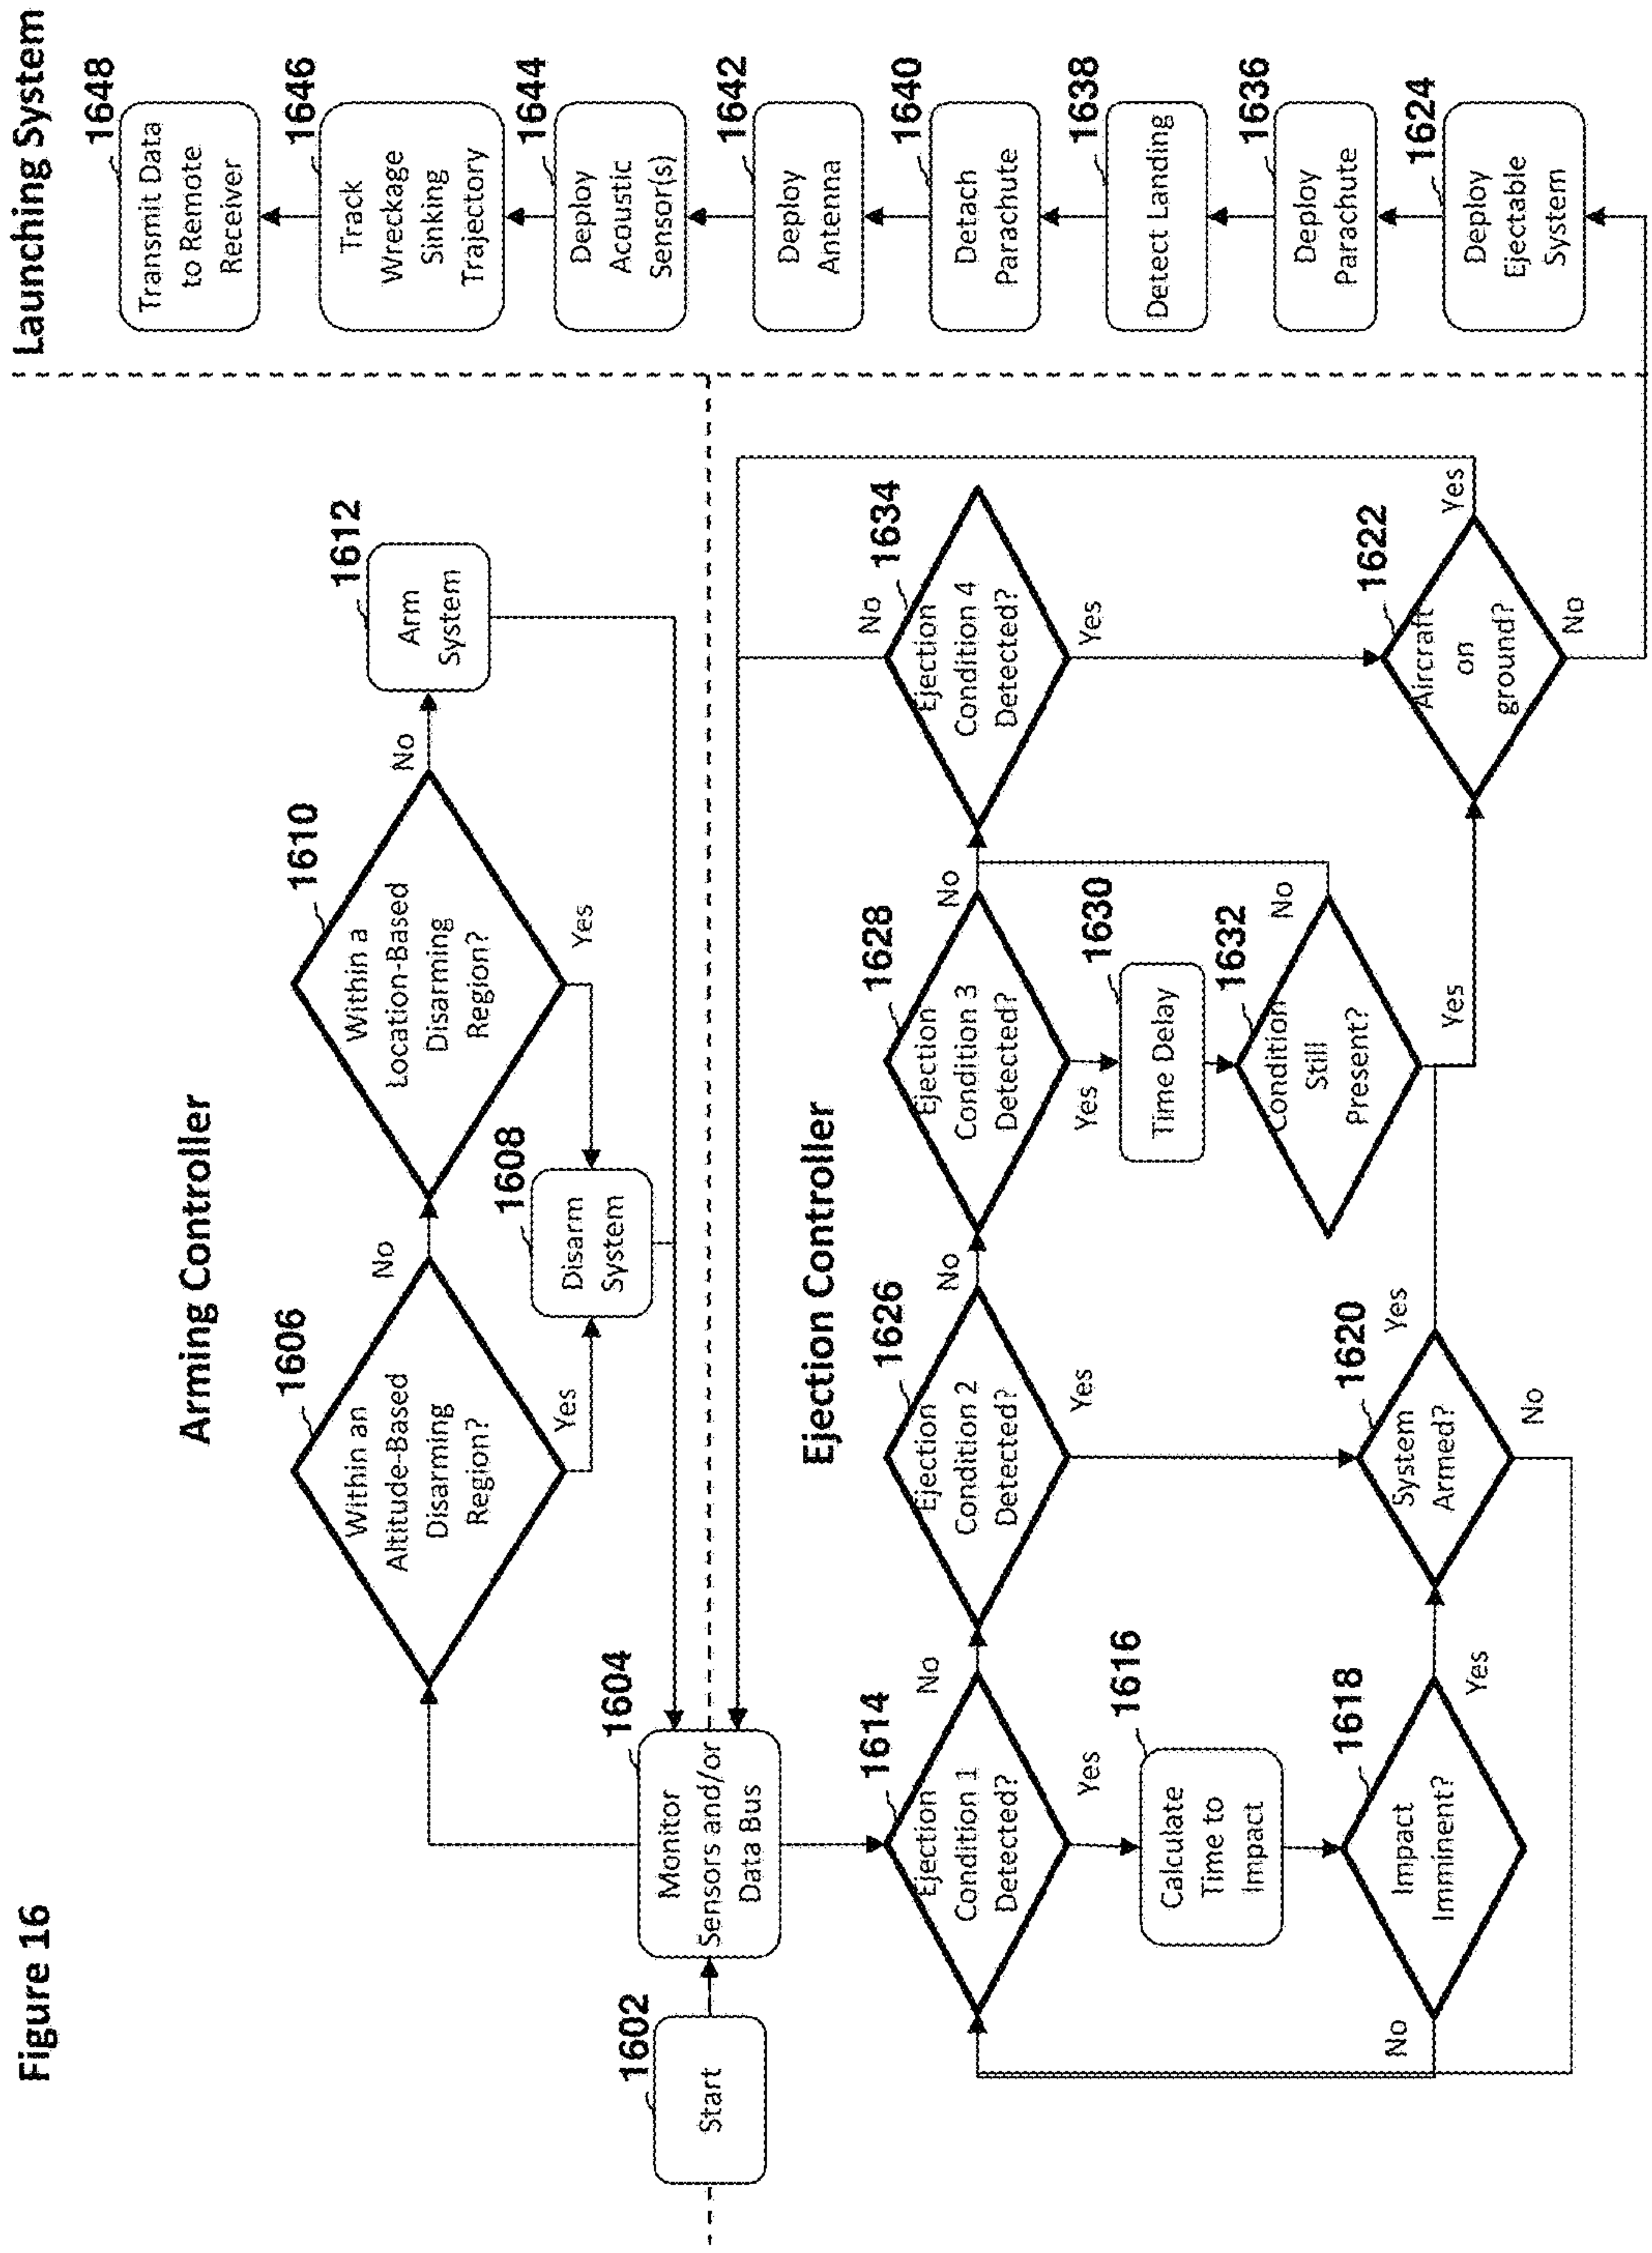 Figure 16
Arming Controller
Launching System
1602
Start
1604
Monitor
Sensors and/or
Data Bus
1606
Within an
Altitude-Based
Disarming
Region?
No
Yes
1608
Disarm
System
1610
Within a
Location-Based
Disarming
Region?
No
Yes
1612
Arm
System
Ejection Controller
1614
Ejection
Condition 1
Detected?
No
Yes
1616
Calculate
Time to
Impact
1618
Impact
Imminent?
No
Yes
1620
System
Armed?
Yes
No
1626
Ejection
Condition 2
Detected?
No
Yes
1628
Ejection
Condition 3
Detected?
No
Yes
1630
Time Delay
1632
Condition
Still
Present?
No
Yes
1634
Ejection
Condition 4
Detected?
No
Yes
1622
Aircraft
on
ground?
Yes
No
1648
Transmit Data
to Remote
Receiver
1646
Track
Wreckage
Sinking
Trajectory
1644
Deploy
Acoustic
Sensor(s)
1642
Deploy
Antenna
1640
Detach
Parachute
1638
Detect Landing
1636
Deploy
Parachute
1624
Deploy
Ejectable
System